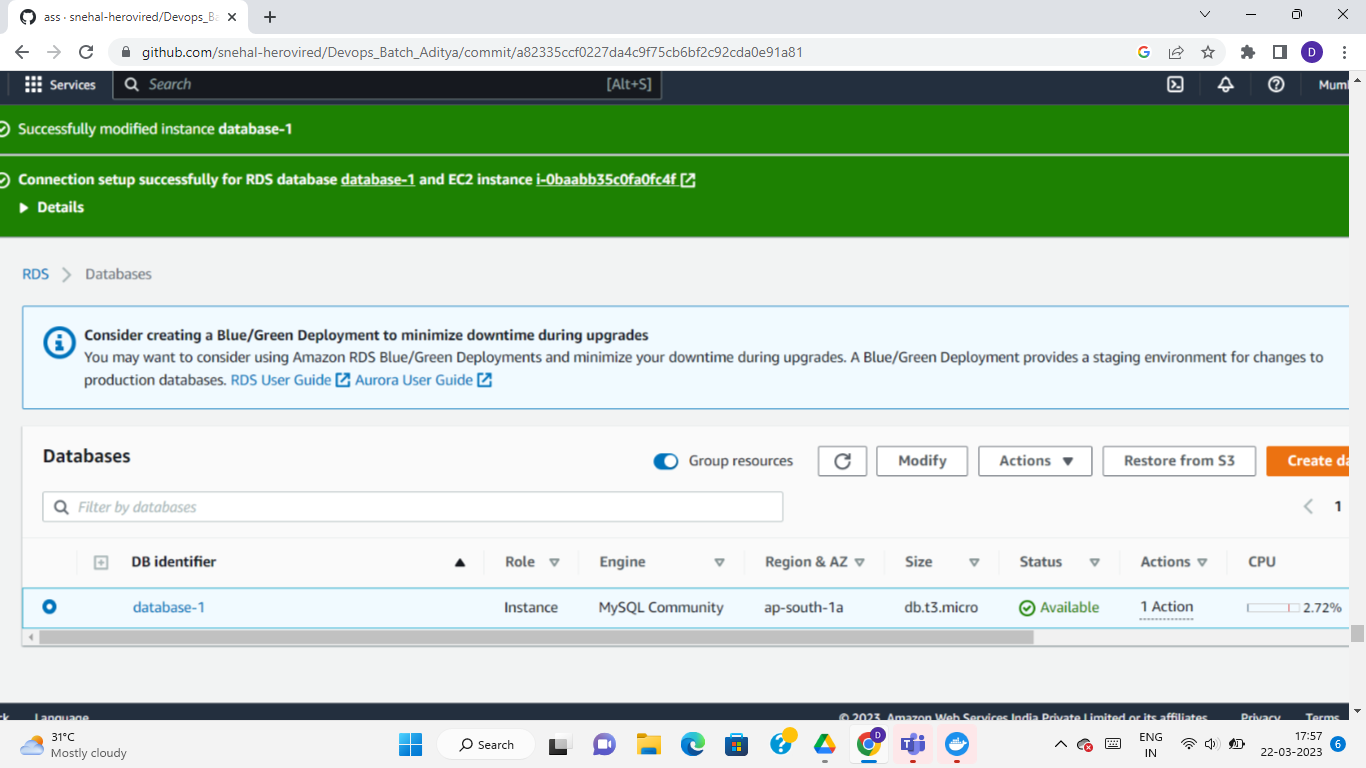 ass · snehal-herovired/Devops_Ba
github.com/snehal-herovired/Devops_Batch_Aditya/commit/a82335ccf0227da4c9f75cb6bf2c92cda0e91a81
D
Services
Search
[Alt+S]
Mum
Successfully modified instance database-1
Connection setup successfully for RDS database database-1 and EC2 instance i-0baabb35c0fa0fc4f
Details
RDS
Databases
Consider creating a Blue/Green Deployment to minimize downtime during upgrades
You may want to consider using Amazon RDS Blue/Green Deployments and minimize your downtime during upgrades. A Blue/Green Deployment provides a staging environment for changes to
production databases. RDS User Guide Aurora User Guide
Databases
Group resources
Modify
Actions
Restore from S3
Create da
Filter by databases
1
DB identifier Role Engine Region & AZ Size Status Actions CPU
database-1 Instance MySQL Community ap-south-1a db.t3.micro Available 1 Action 2.72%
Language
© 2023, Amazon Web Services India Private Limited or its affiliates.
Privacy
Terms
31°C
Mostly cloudy
Search
D
ENG
IN
17:57
22-03-2023
6